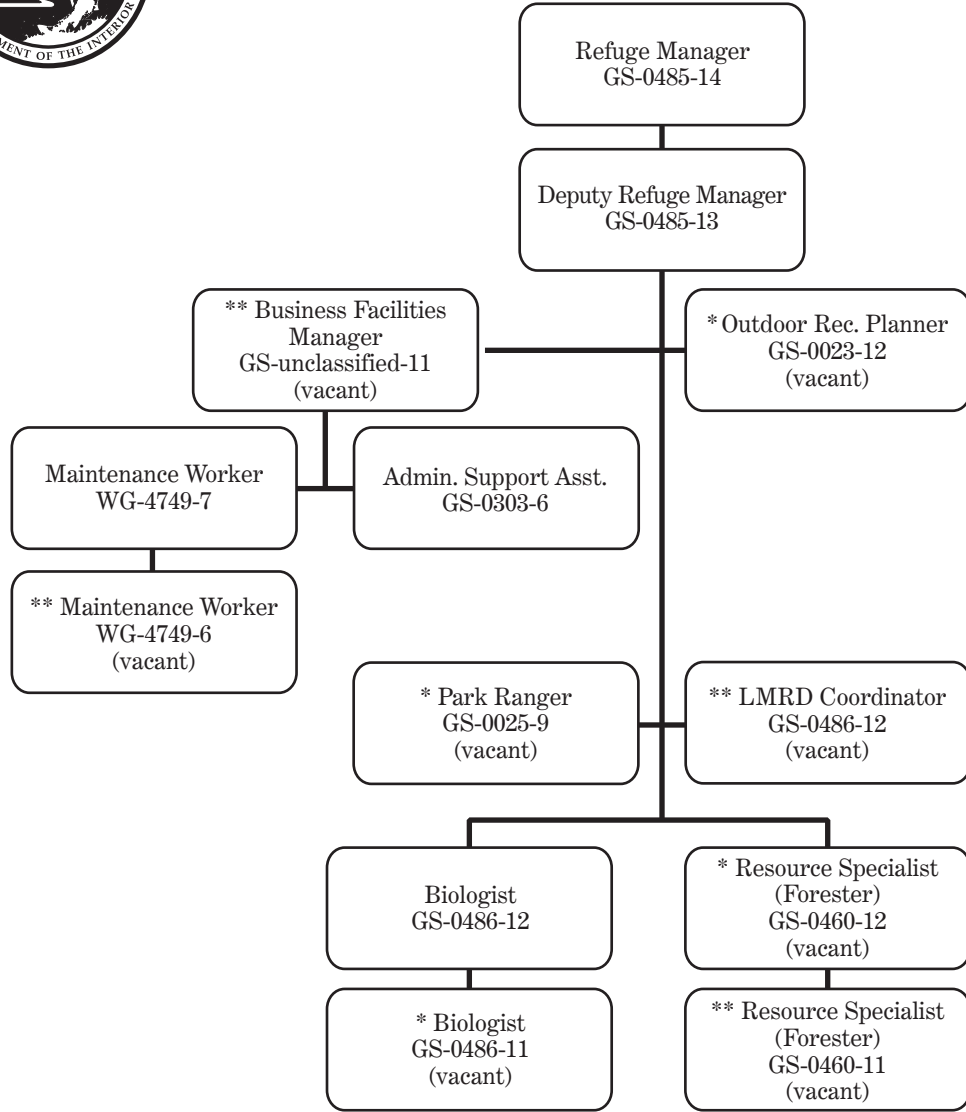 MENT OF THE INTERIOR
Refuge Manager
GS-0485-14
Deputy Refuge Manager
GS-0485-13
** Business Facilities
Manager
GS-unclassified-11
(vacant)
* Outdoor Rec. Planner
GS-0023-12
(vacant)
Maintenance Worker
WG-4749-7
Admin. Support Asst.
GS-0303-6
** Maintenance Worker
WG-4749-6
(vacant)
* Park Ranger
GS-0025-9
(vacant)
** LMRD Coordinator
GS-0486-12
(vacant)
Biologist
GS-0486-12
* Resource Specialist
(Forester)
GS-0460-12
(vacant)
* Biologist
GS-0486-11
(vacant)
** Resource Specialist
(Forester)
GS-0460-11
(vacant)